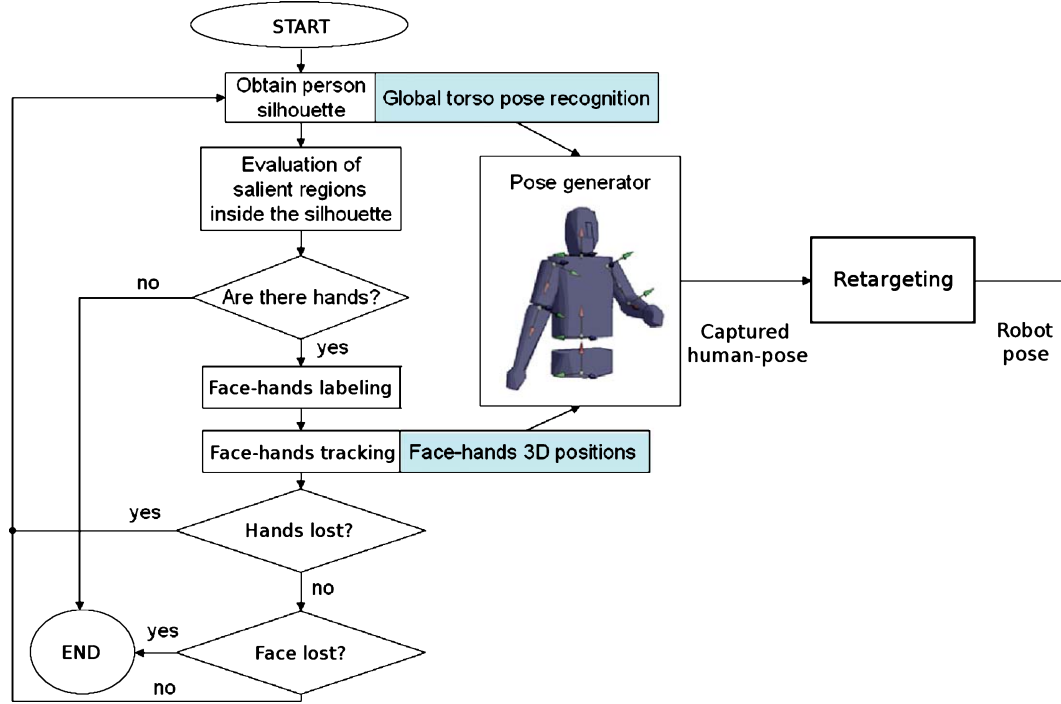 START
Obtain person
silhouette
Global torso pose recognition
Evaluation of
salient regions
inside the silhouette
Pose generator
no
Are there hands?
yes
Retargeting
Captured
human-pose
Robot
pose
Face-hands labeling
Face-hands tracking
Face-hands 3D positions
yes
Hands lost?
no
END
yes
Face lost?
no